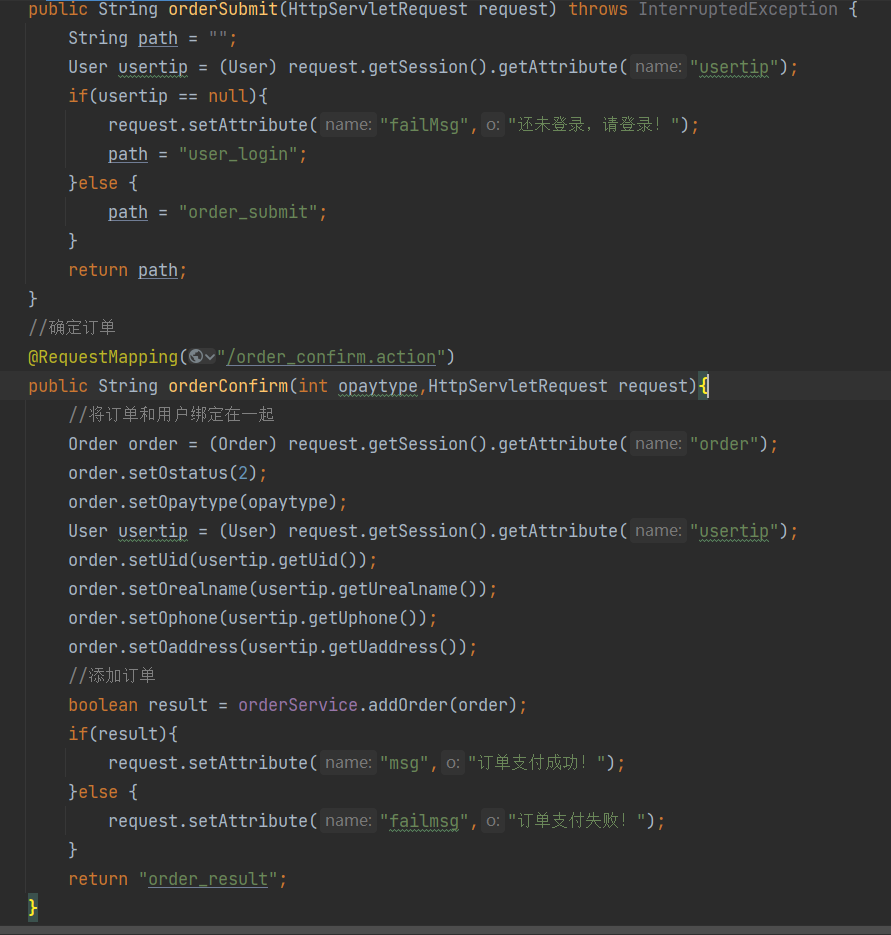 public String orderSubmit(HttpServletRequest request) throws InterruptedException {
String path = "";
User usertip = (User) request.getSession().getAttribute( name: "usertip");
if(usertip == null){
request.setAttribute( name: "failMsg", o: "还未登录，请登录！");
path = "user_login";
}else {
path = "order_submit";
}
return path;
}
//确定订单
@RequestMapping("/order_confirm.action")
public String orderConfirm(int opaytype,HttpServletRequest request){
//将订单和用户绑定在一起
Order order = (Order) request.getSession().getAttribute( name: "order");
order.setOstatus(2);
order.setOpaytype(opaytype);
User usertip = (User) request.getSession().getAttribute( name: "usertip");
order.setUid(usertip.getUid());
order.setOrealname(usertip.getUrealname());
order.setOphone(usertip.getUphone());
order.setOaddress(usertip.getUaddress());
//添加订单
boolean result = orderService.addOrder(order);
if(result){
request.setAttribute( name: "msg", o: "订单支付成功！");
}else {
request.setAttribute( name: "failmsg", o: "订单支付失败！");
}
return "order_result";
}